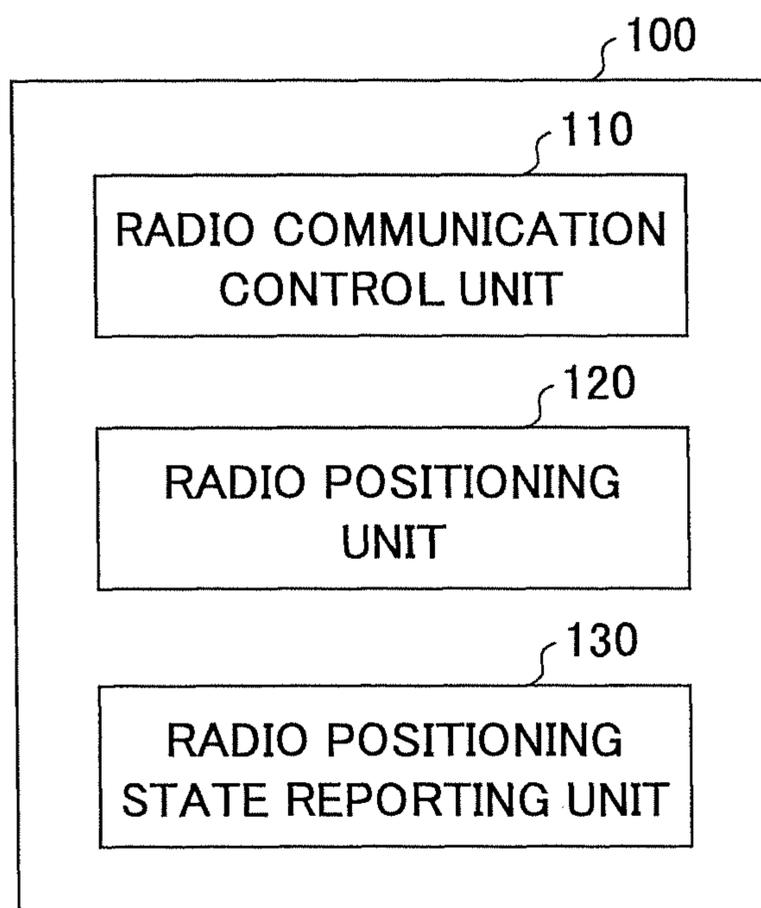 100
110
RADIO COMMUNICATION
CONTROL UNIT
120
RADIO POSITIONING
UNIT
130
RADIO POSITIONING
STATE REPORTING UNIT